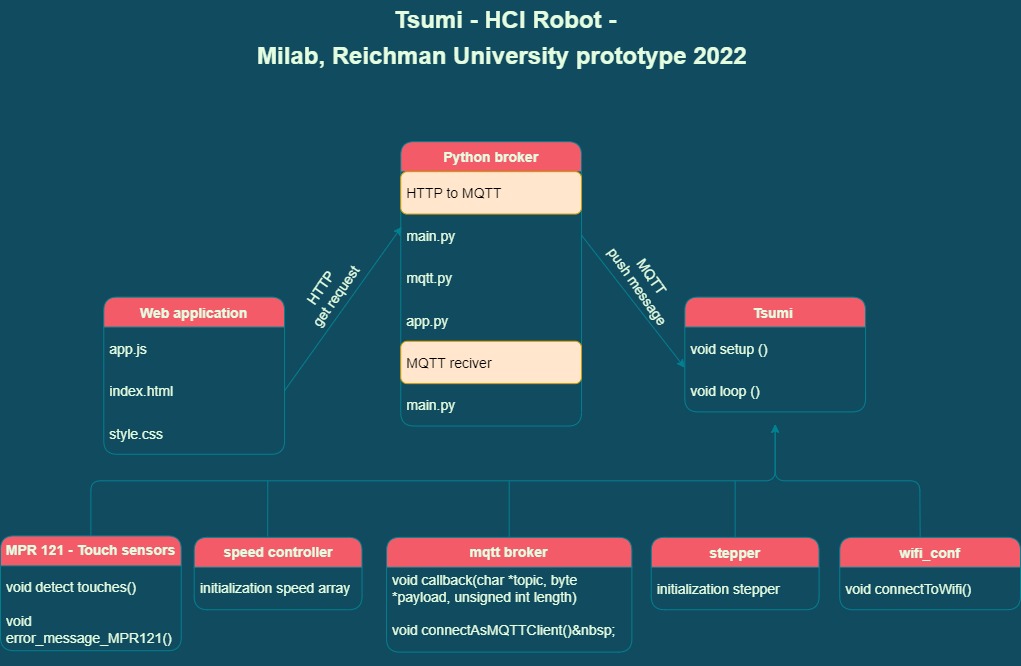 Tsumi - HCI Robot -
Milab, Reichman University prototype 2022
Python broker
HTTP to MQTT
main.py
mqtt.py
app.py
MQTT reciver
main.py
HTTP
get request
MQTT
push message
Web application
app.js
index.html
style.css
Tsumi
void setup ()
void loop ()
MPR 121 - Touch sensors
void detect touches()
void
error_message_MPR121()
speed controller
initialization speed array
mqtt broker
void callback(char *topic, byte
*payload, unsigned int length)
void connectAsMQTTClient()&nbsp;
stepper
initialization stepper
wifi_conf
void connectToWifi()